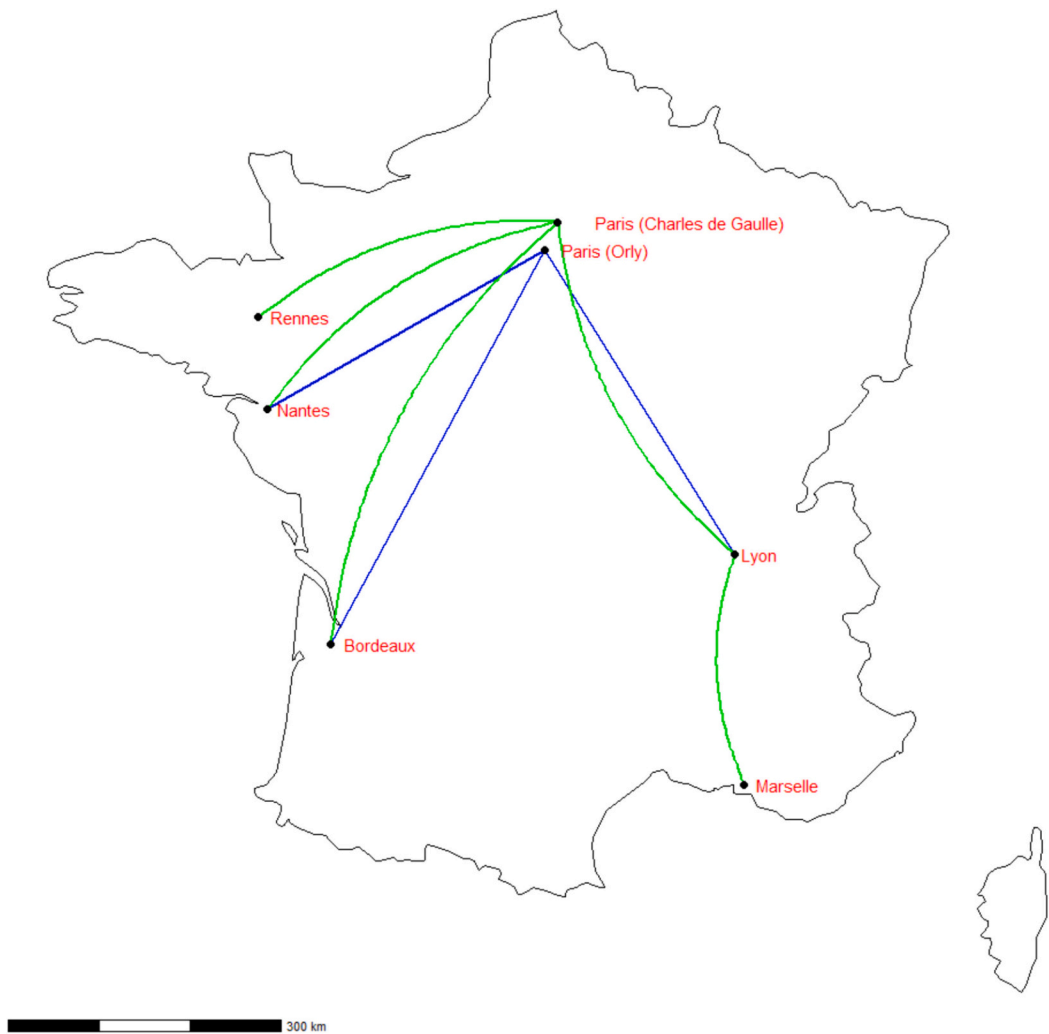 Paris (Charles de Gaulle)
Paris (Orly)
Rennes
Nantes
Lyon
Bordeaux
Marselle
300 km